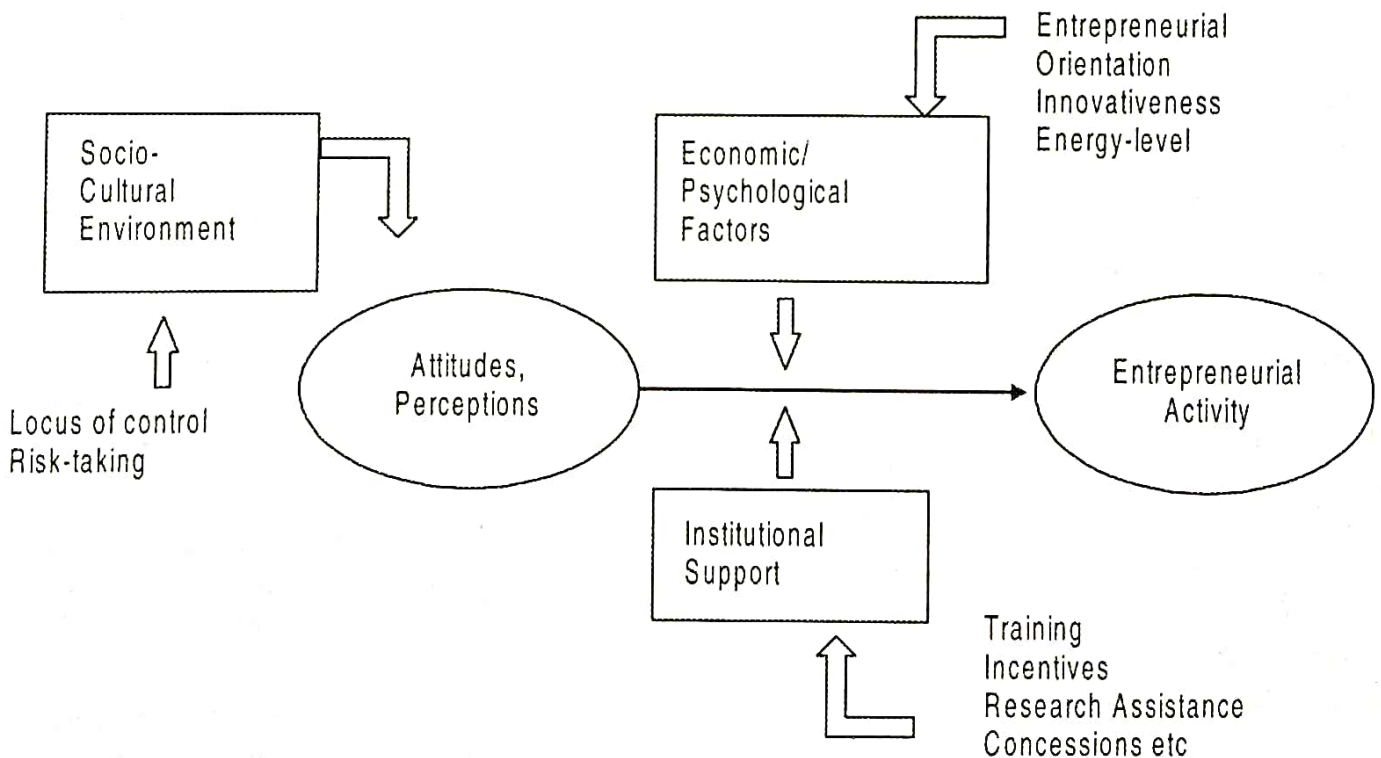 Entrepreneurial
Orientation
Innovativeness
Energy-level
Socio-
Cultural
Environment
Economic/
Psychological
Factors
Attitudes,
Perceptions
Entrepreneurial
Activity
Locus of control
Risk-taking
Institutional
Support
Training
Incentives
Research Assistance
Concessions etc